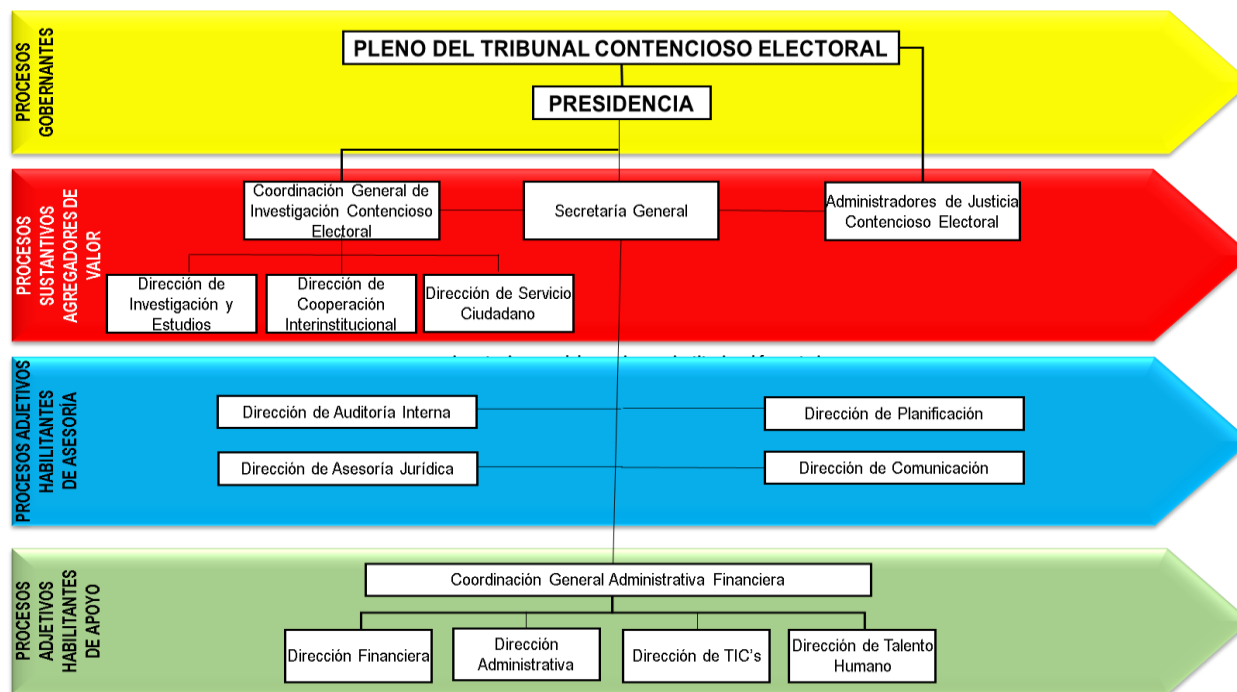 PROCESOS
GOBERNANTES
PLENO DEL TRIBUNAL CONTENCIOSO ELECTORAL
PRESIDENCIA
PROCESOS
SUSTANTIVOS
AGREGADORES DE
VALOR
Coordinación General de
Investigación Contencioso
Electoral
Secretaría General
Administradores de Justicia
Contencioso Electoral
Dirección de
Investigación y
Estudios
Dirección de
Cooperación
Interinstitucional
Dirección de Servicio
Ciudadano
PROCESOS ADJETIVOS
HABILITANTES
DE ASESORÍA
Dirección de Auditoría Interna
Dirección de Planificación
Dirección de Asesoría Jurídica
Dirección de Comunicación
PROCESOS
ADJETIVOS
HABILITANTES
DE APOYO
Coordinación General Administrativa Financiera
Dirección Financiera
Dirección
Administrativa
Dirección de TIC's
Dirección de Talento
Humano